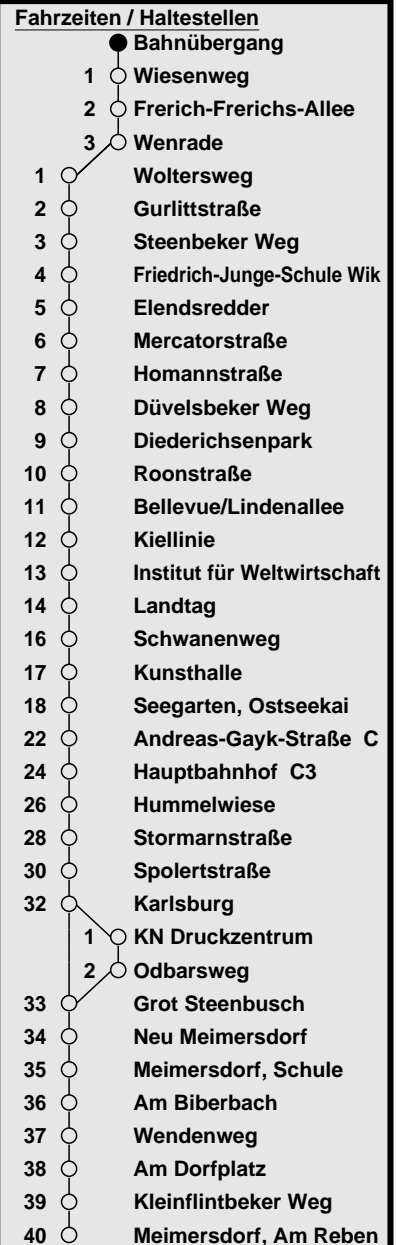 Fahrzeiten / Haltestellen
Bahnübergang
1 Wiesenweg
2 Frerich-Frerichs-Allee
3 Wenrade
1 Woltersweg
2 Gurlittstraße
3 Steenbeker Weg
4 Friedrich-Junge-Schule Wik
5 Elendsredder
6 Mercatorstraße
7 Homannstraße
8 Düvelsbeker Weg
9 Diederichsenpark
10 Roonstraße
11 Bellevue/Lindenallee
12 Kiellinie
13 Institut für Weltwirtschaft
14 Landtag
16 Schwanenweg
17 Kunsthalle
18 Seegarten, Ostseekai
22 Andreas-Gayk-Straße C
24 Hauptbahnhof C3
26 Hummelwiese
28 Stormarnstraße
30 Spolertstraße
32 Karlsburg
1 KN Druckzentrum
2 Odbarsweg
33 Grot Steenbusch
34 Neu Meimersdorf
35 Meimersdorf, Schule
36 Am Biberbach
37 Wendenweg
38 Am Dorfplatz
39 Kleinflintbeker Weg
40 Meimersdorf, Am Reben